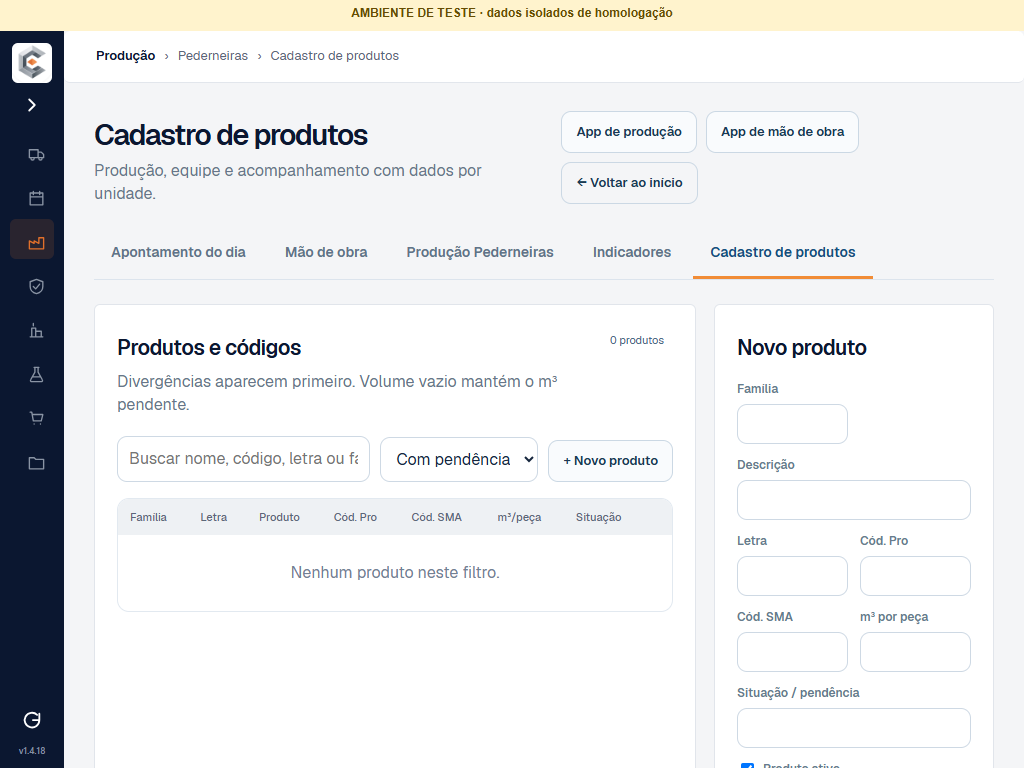 AMBIENTE DE TESTE · dados isolados de homologação
Produção › Pederneiras › Cadastro de produtos
Cadastro de produtos
Produção, equipe e acompanhamento com dados por
unidade.
App de produção
App de mão de obra
← Voltar ao início
Apontamento do dia
Mão de obra
Produção Pederneiras
Indicadores
Cadastro de produtos
Produtos e códigos
0 produtos
Divergências aparecem primeiro. Volume vazio mantém o m³
pendente.
Buscar nome, código, letra ou fa
Com pendência
+ Novo produto
Família Letra Produto Cód. Pro Cód. SMA m³/peça Situação
Nenhum produto neste filtro.
Novo produto
Família
Descrição
Letra
Cód. Pro
Cód. SMA
m³ por peça
Situação / pendência
Produto ativo
v1.4.18